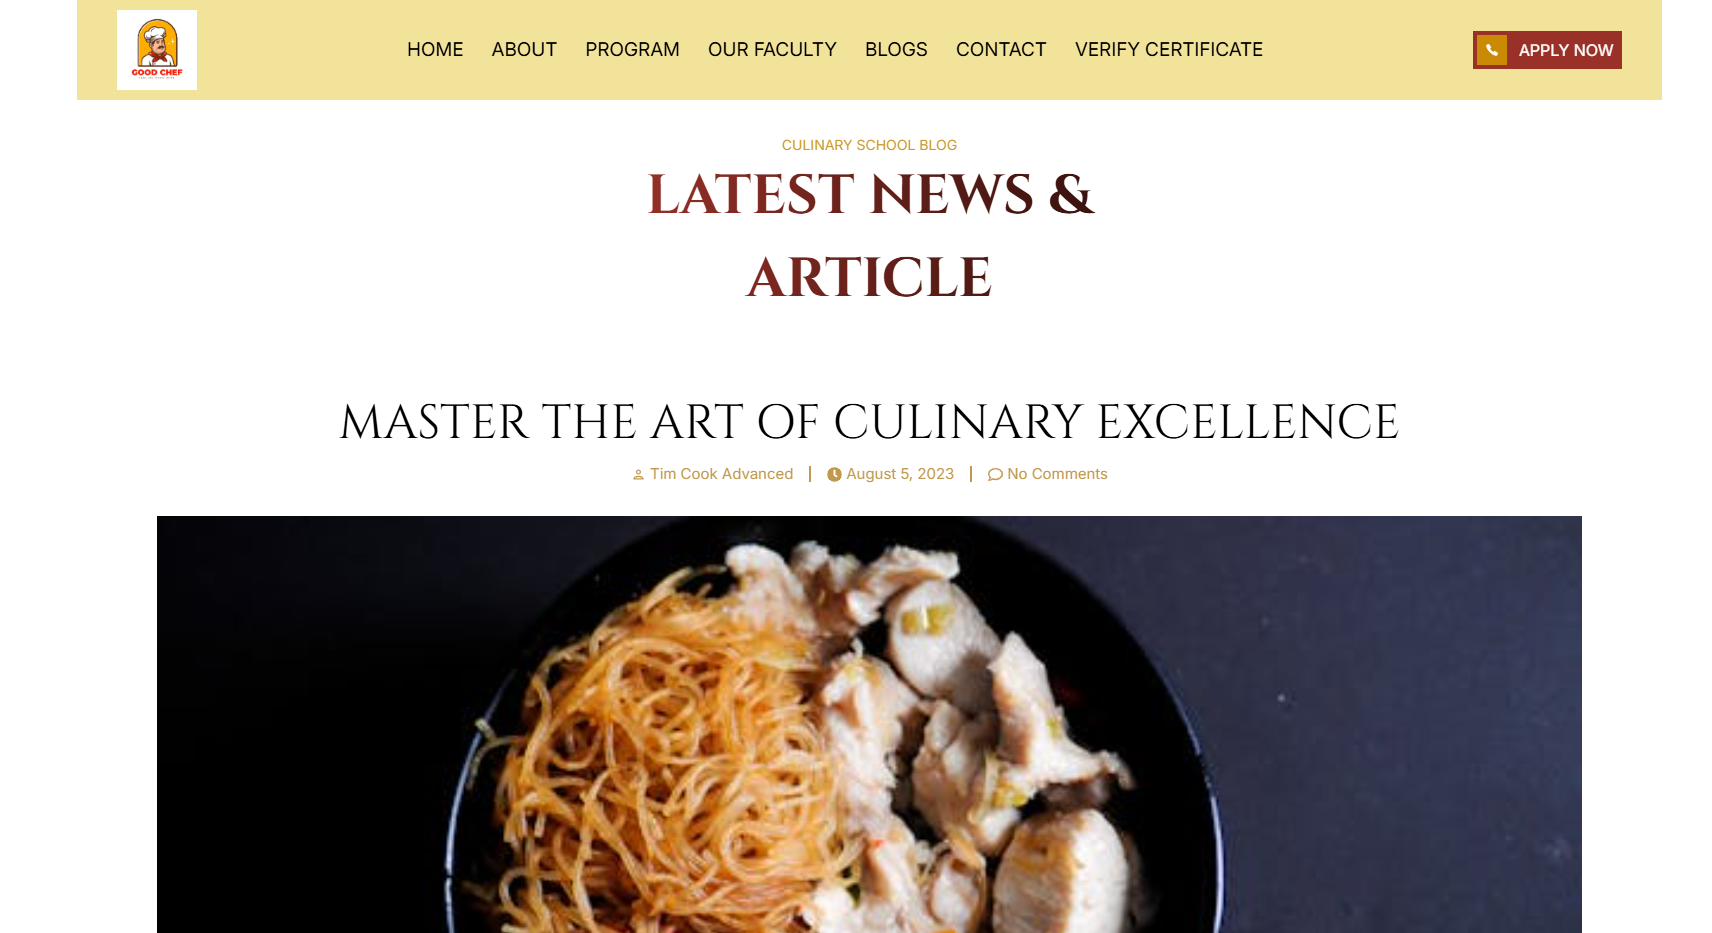 GOOD CHEF
HOME ABOUT PROGRAM OUR FACULTY BLOGS CONTACT VERIFY CERTIFICATE
APPLY NOW
CULINARY SCHOOL BLOG
LATEST NEWS &
ARTICLE
MASTER THE ART OF CULINARY EXCELLENCE
Tim Cook Advanced | August 5, 2023 | No Comments